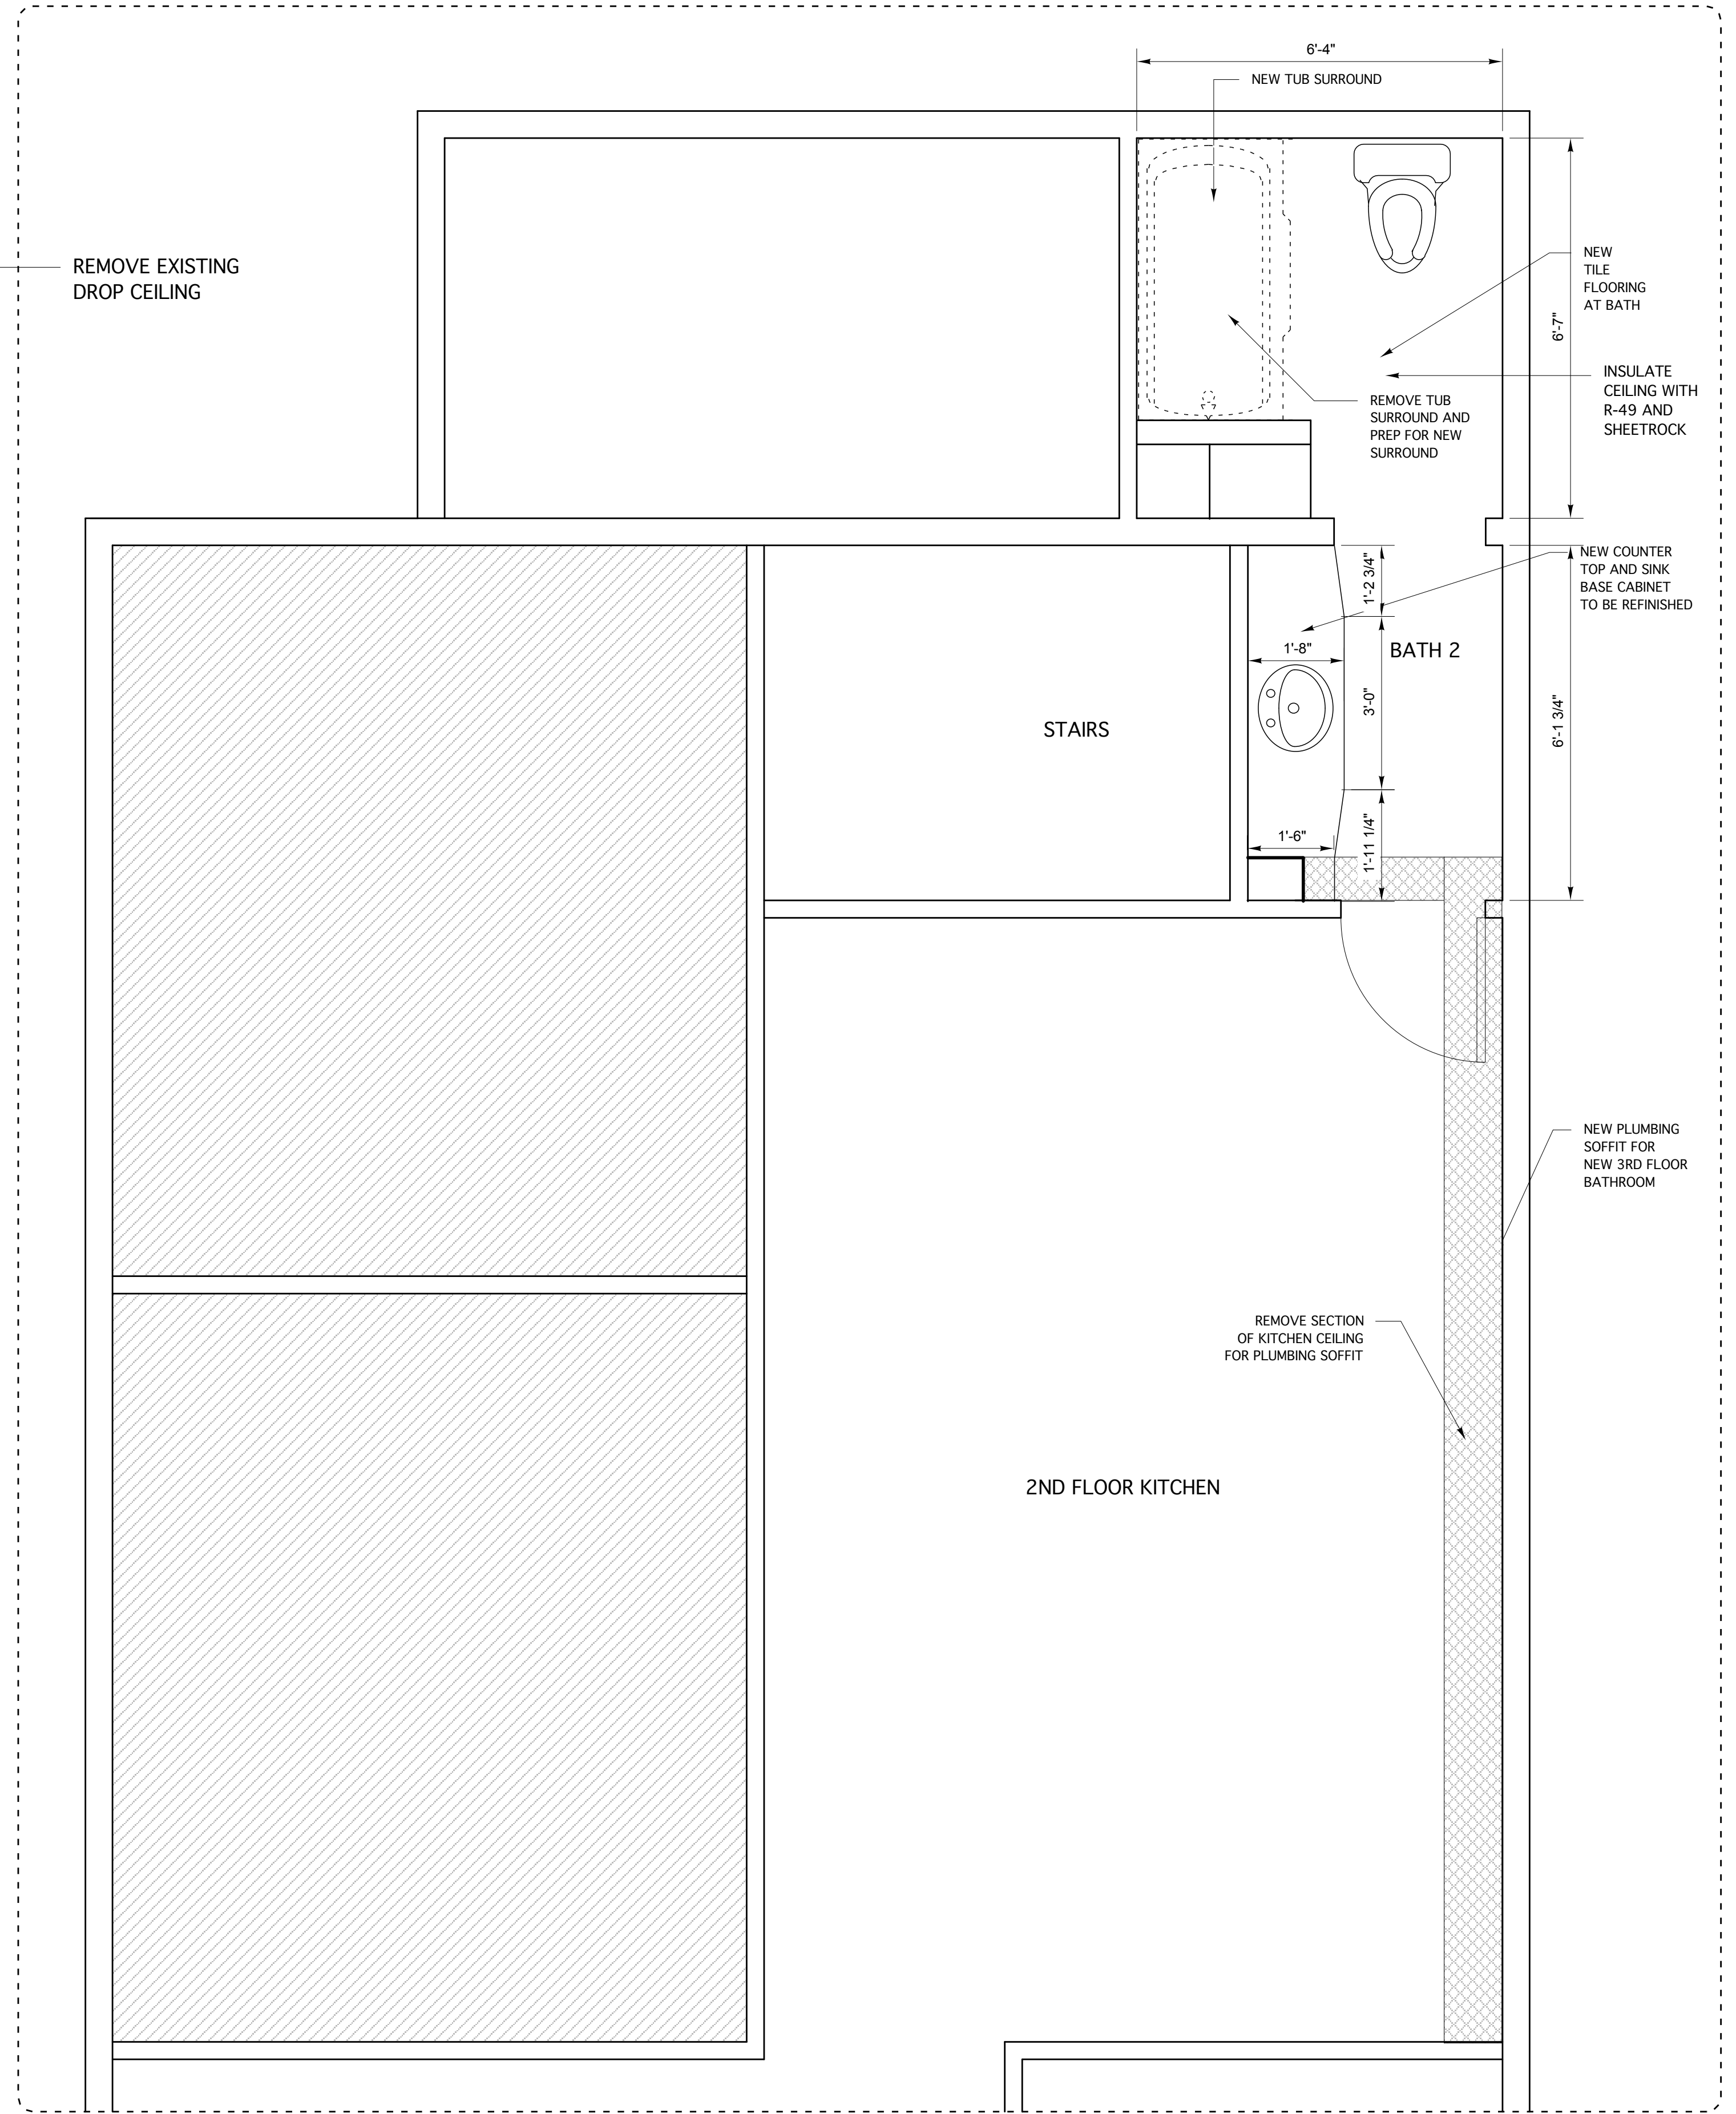 6'-4"
NEW TUB SURROUND
REMOVE EXISTING
DROP CEILING
NEW
TILE
FLOORING
AT BATH
6'-7"
INSULATE
CEILING WITH
R-49 AND
SHEETROCK
REMOVE TUB
SURROUND AND
PREP FOR NEW
SURROUND
NEW COUNTER
TOP AND SINK
BASE CABINET
TO BE REFINISHED
1'-2 3/4"
1'-8"
BATH 2
3'-0"
6'-1 3/4"
STAIRS
1'-6"
1'-11 1/4"
NEW PLUMBING
SOFFIT FOR
NEW 3RD FLOOR
BATHROOM
REMOVE SECTION
OF KITCHEN CEILING
FOR PLUMBING SOFFIT
2ND FLOOR KITCHEN